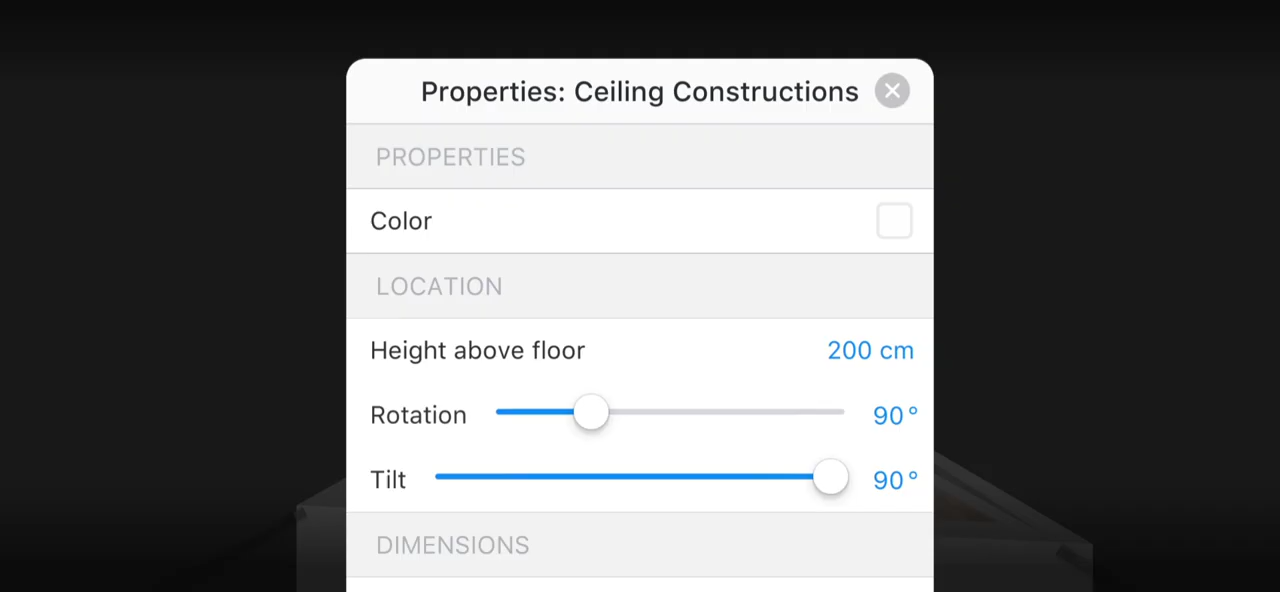 Properties: Ceiling Constructions
PROPERTIES
Color
LOCATION
Height above floor 200 cm
Rotation 90°
Tilt 90°
DIMENSIONS